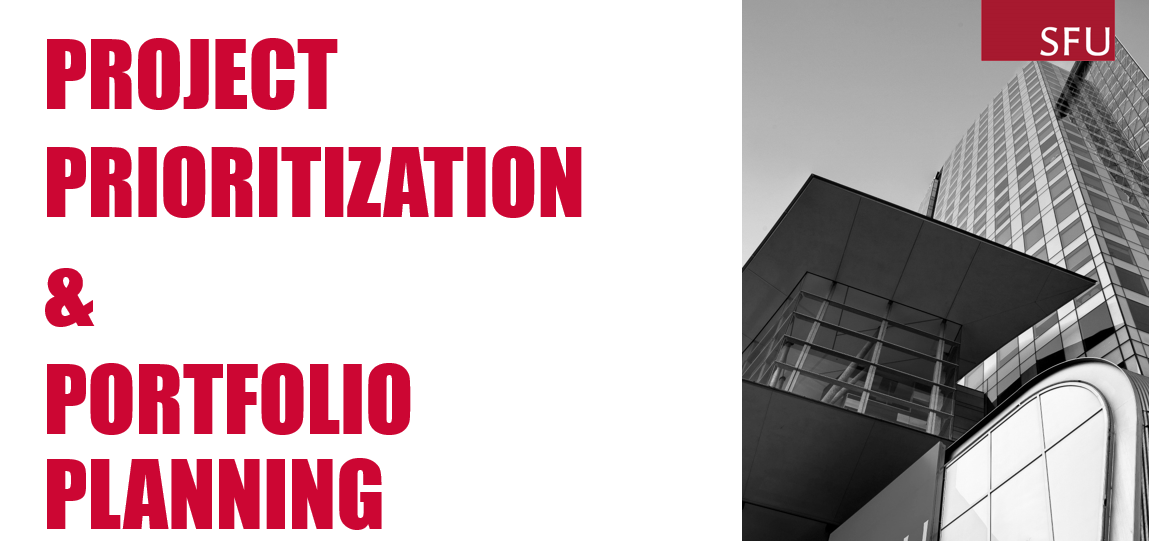 PROJECT
PRIORITIZATION
&
PORTFOLIO
PLANNING
SFU